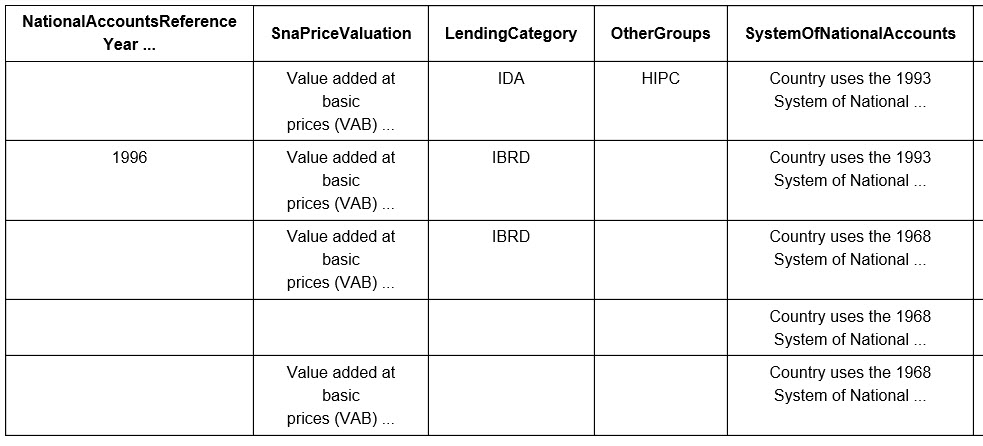 NationalAccountsReference
Year ...
SnaPriceValuation
LendingCategory
OtherGroups
SystemOfNationalAccounts
Value added at
basic
prices (VAB) ...
IDA
HIPC
Country uses the 1993
System of National ...
1996
Value added at
basic
prices (VAB) ...
IBRD
Country uses the 1993
System of National ...
Value added at
basic
prices (VAB) ...
IBRD
Country uses the 1968
System of National ...
Country uses the 1968
System of National ...
Value added at
basic
prices (VAB) ...
Country uses the 1968
System of National ...